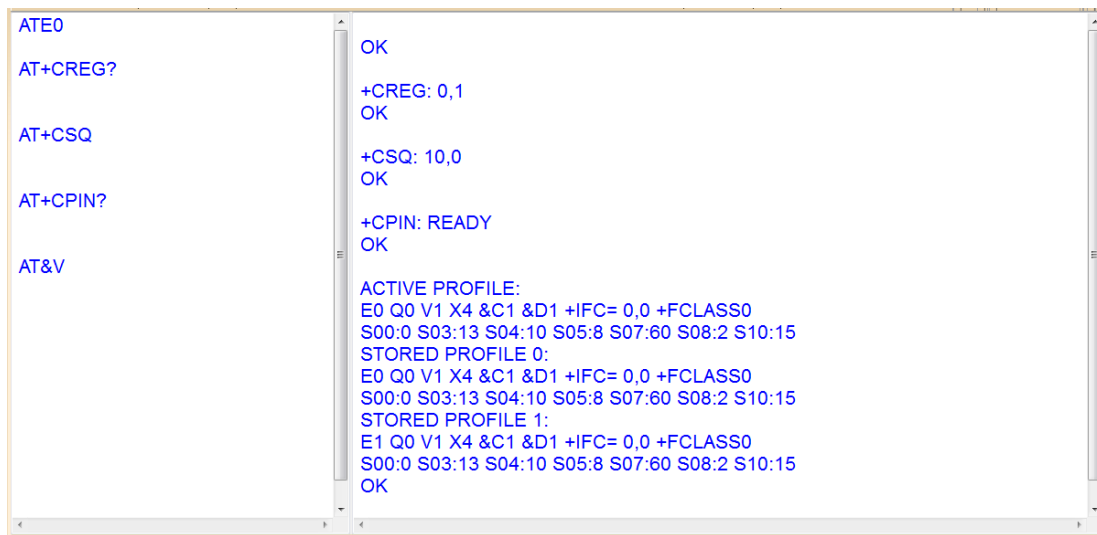 ATE0
OK
AT+CREG?
+CREG: 0,1
OK
AT+CSQ
+CSQ: 10,0
OK
AT+CPIN?
+CPIN: READY
OK
AT&V
ACTIVE PROFILE:
E0 Q0 V1 X4 &C1 &D1 +IFC= 0,0 +FCLASS0
S00:0 S03:13 S04:10 S05:8 S07:60 S08:2 S10:15
STORED PROFILE 0:
E0 Q0 V1 X4 &C1 &D1 +IFC= 0,0 +FCLASS0
S00:0 S03:13 S04:10 S05:8 S07:60 S08:2 S10:15
STORED PROFILE 1:
E1 Q0 V1 X4 &C1 &D1 +IFC= 0,0 +FCLASS0
S00:0 S03:13 S04:10 S05:8 S07:60 S08:2 S10:15
OK